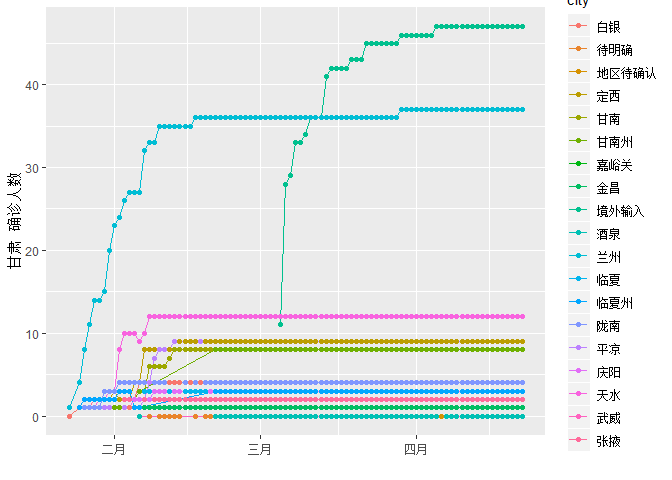 City
白银
待明确
地区待确认
定西
甘南
甘南州
嘉峪关
金昌
境外输入
酒泉
兰州
临夏
临夏州
陇南
平凉
庆阳
天水
武威
张掖
甘肃 确诊人数
40
30
20
10
0
二月
三月
四月